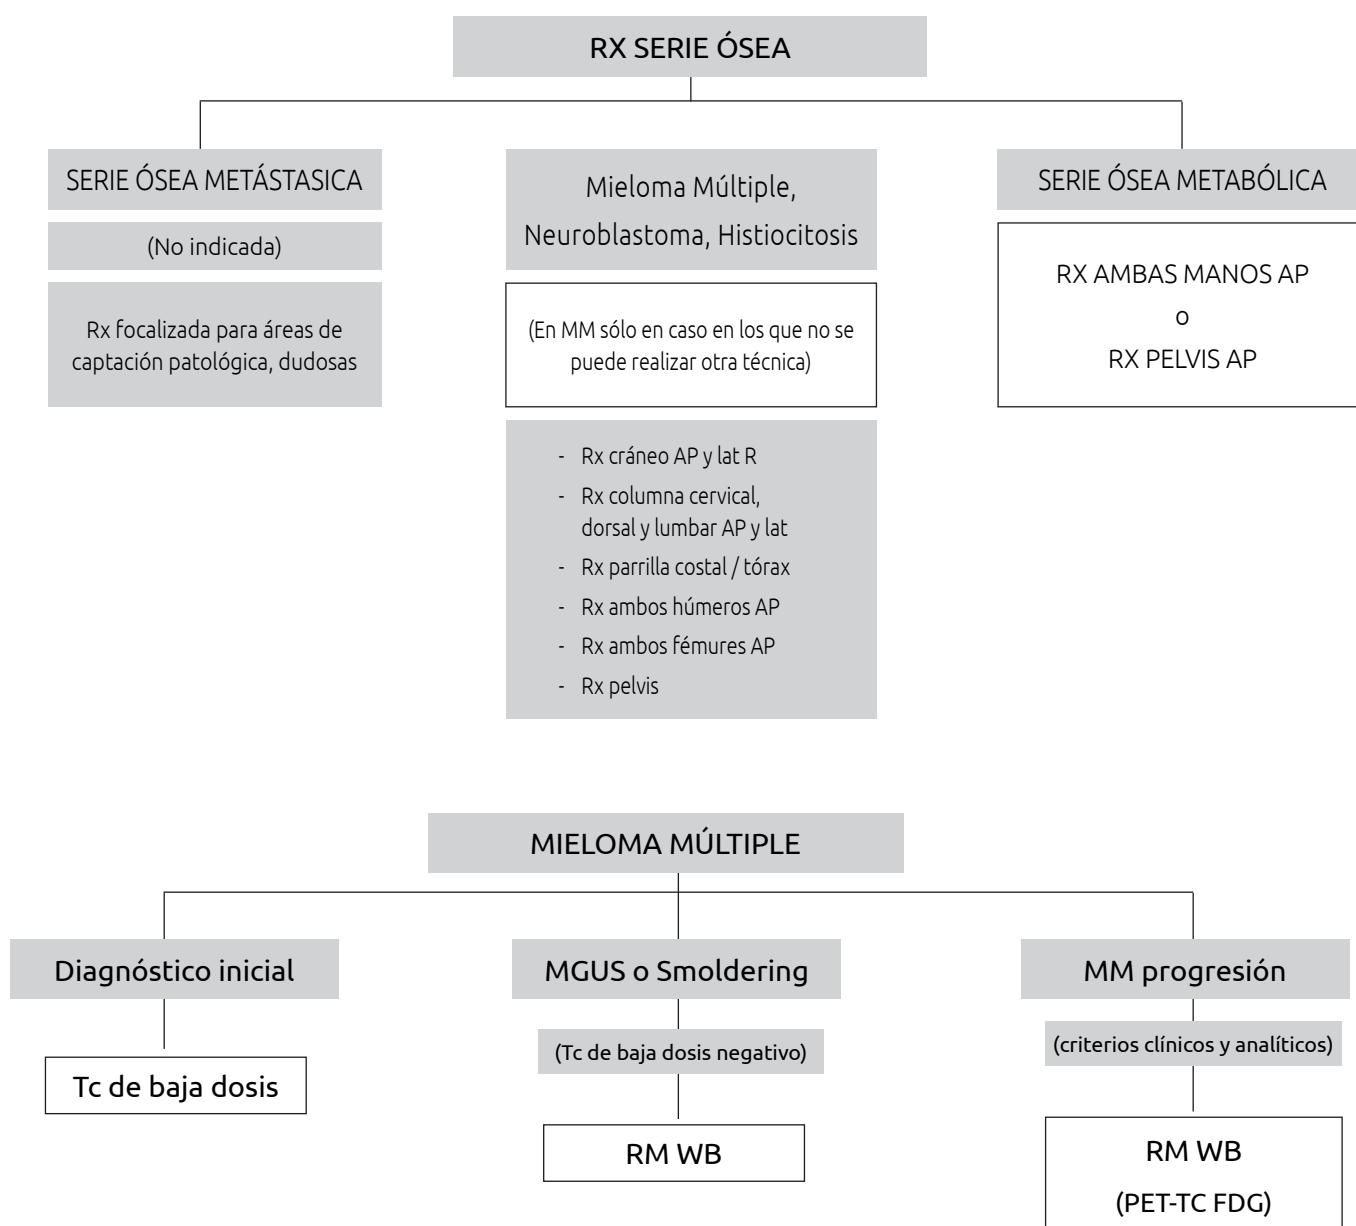 RX SERIE ÓSEA
SERIE ÓSEA METÁSTASICA
(No indicada)
Rx focalizada para áreas de
captación patológica, dudosas
Mieloma Múltiple,
Neuroblastoma, Histiocitosis
(En MM sólo en caso en los que no se
puede realizar otra técnica)
- Rx cráneo AP y lat R
- Rx columna cervical,
dorsal y lumbar AP y lat
- Rx parrilla costal / tórax
- Rx ambos húmeros AP
- Rx ambos fémures AP
- Rx pelvis
SERIE ÓSEA METABÓLICA
RX AMBAS MANOS AP
o
RX PELVIS AP
MIELOMA MÚLTIPLE
Diagnóstico inicial
Tc de baja dosis
MGUS o Smoldering
(Tc de baja dosis negativo)
RM WB
MM progresión
(criterios clínicos y analíticos)
RM WB
(PET-TC FDG)